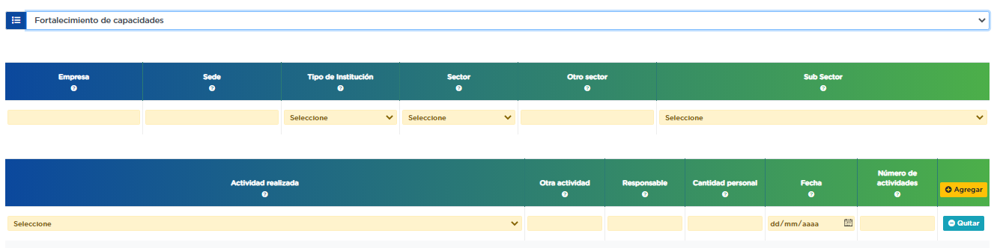 Fortalecimiento de capacidades
Empresa
Sede
Tipo de Institución
Sector
Otro sector
Sub Sector
Seleccione
Seleccione
Seleccione
Actividad realizada
Otra actividad
Responsable
Cantidad personal
Fecha
Número de
actividades
Agregar
Seleccione
dd/mm/aaaa
Quitar